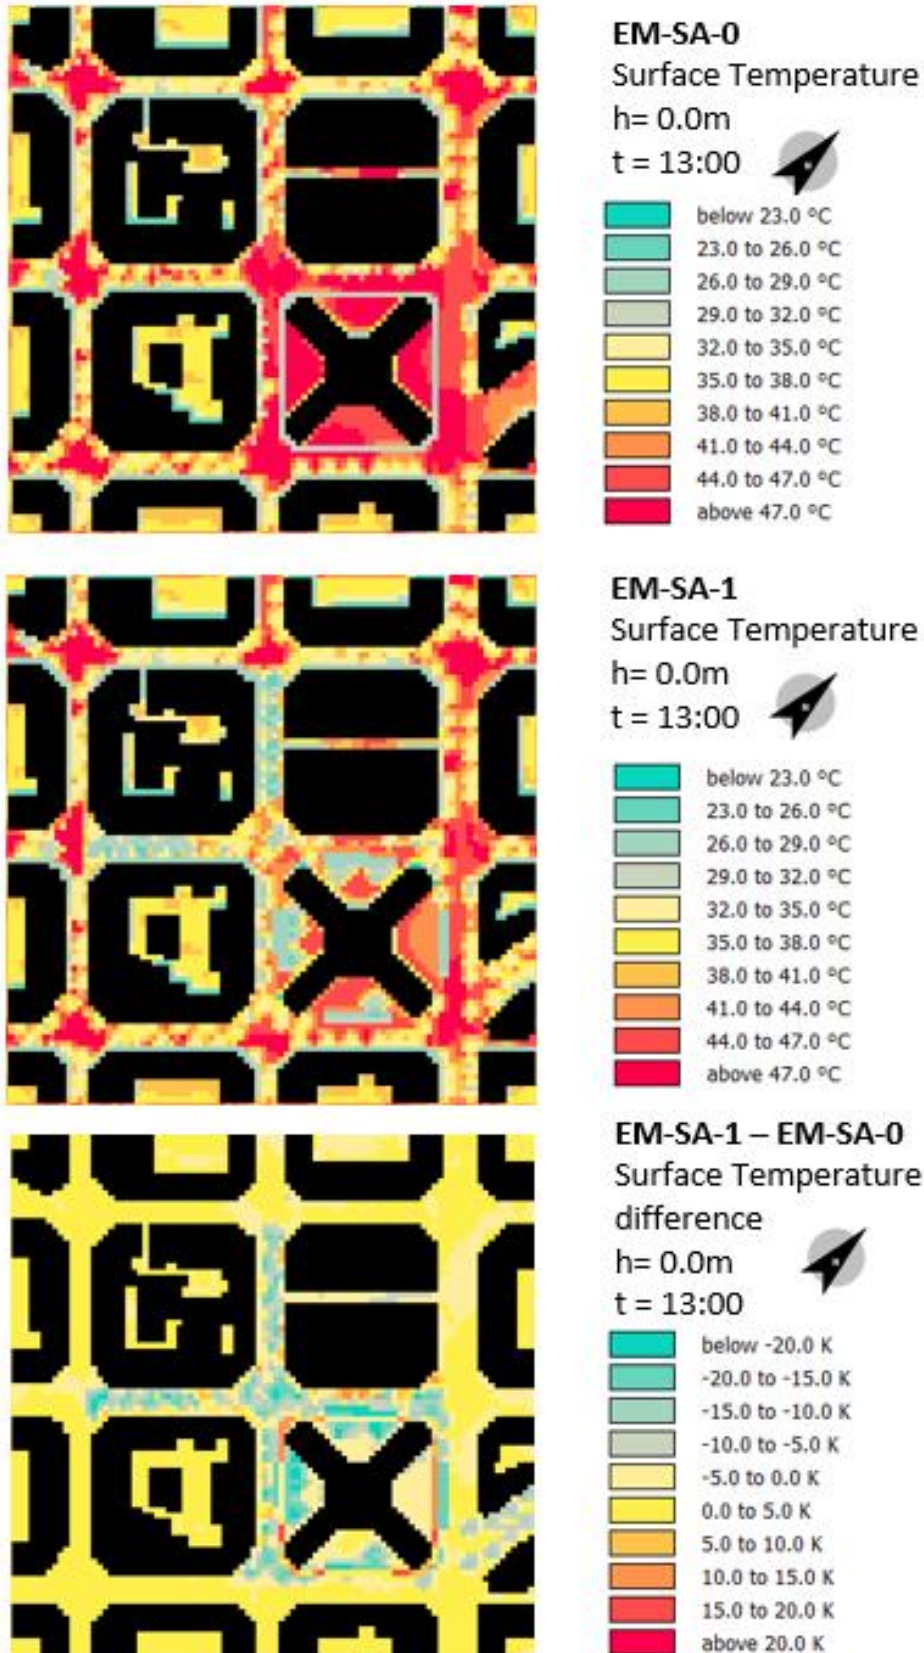 EM-SA-0
Surface Temperature
h= 0.0m
t = 13:00
below 23.0 °C
23.0 to 26.0 °C
26.0 to 29.0 °C
29.0 to 32.0 °C
32.0 to 35.0 °C
35.0 to 38.0 °C
38.0 to 41.0 °C
41.0 to 44.0 °C
44.0 to 47.0 °C
above 47.0 °C
EM-SA-1
Surface Temperature
h= 0.0m
t = 13:00
below 23.0 °C
23.0 to 26.0 °C
26.0 to 29.0 °C
29.0 to 32.0 °C
32.0 to 35.0 °C
35.0 to 38.0 °C
38.0 to 41.0 °C
41.0 to 44.0 °C
44.0 to 47.0 °C
above 47.0 °C
EM-SA-1 – EM-SA-0
Surface Temperature
difference
h= 0.0m
t = 13:00
below -20.0 K
-20.0 to -15.0 K
-15.0 to -10.0 K
-10.0 to -5.0 K
-5.0 to 0.0 K
0.0 to 5.0 K
5.0 to 10.0 K
10.0 to 15.0 K
15.0 to 20.0 K
above 20.0 K